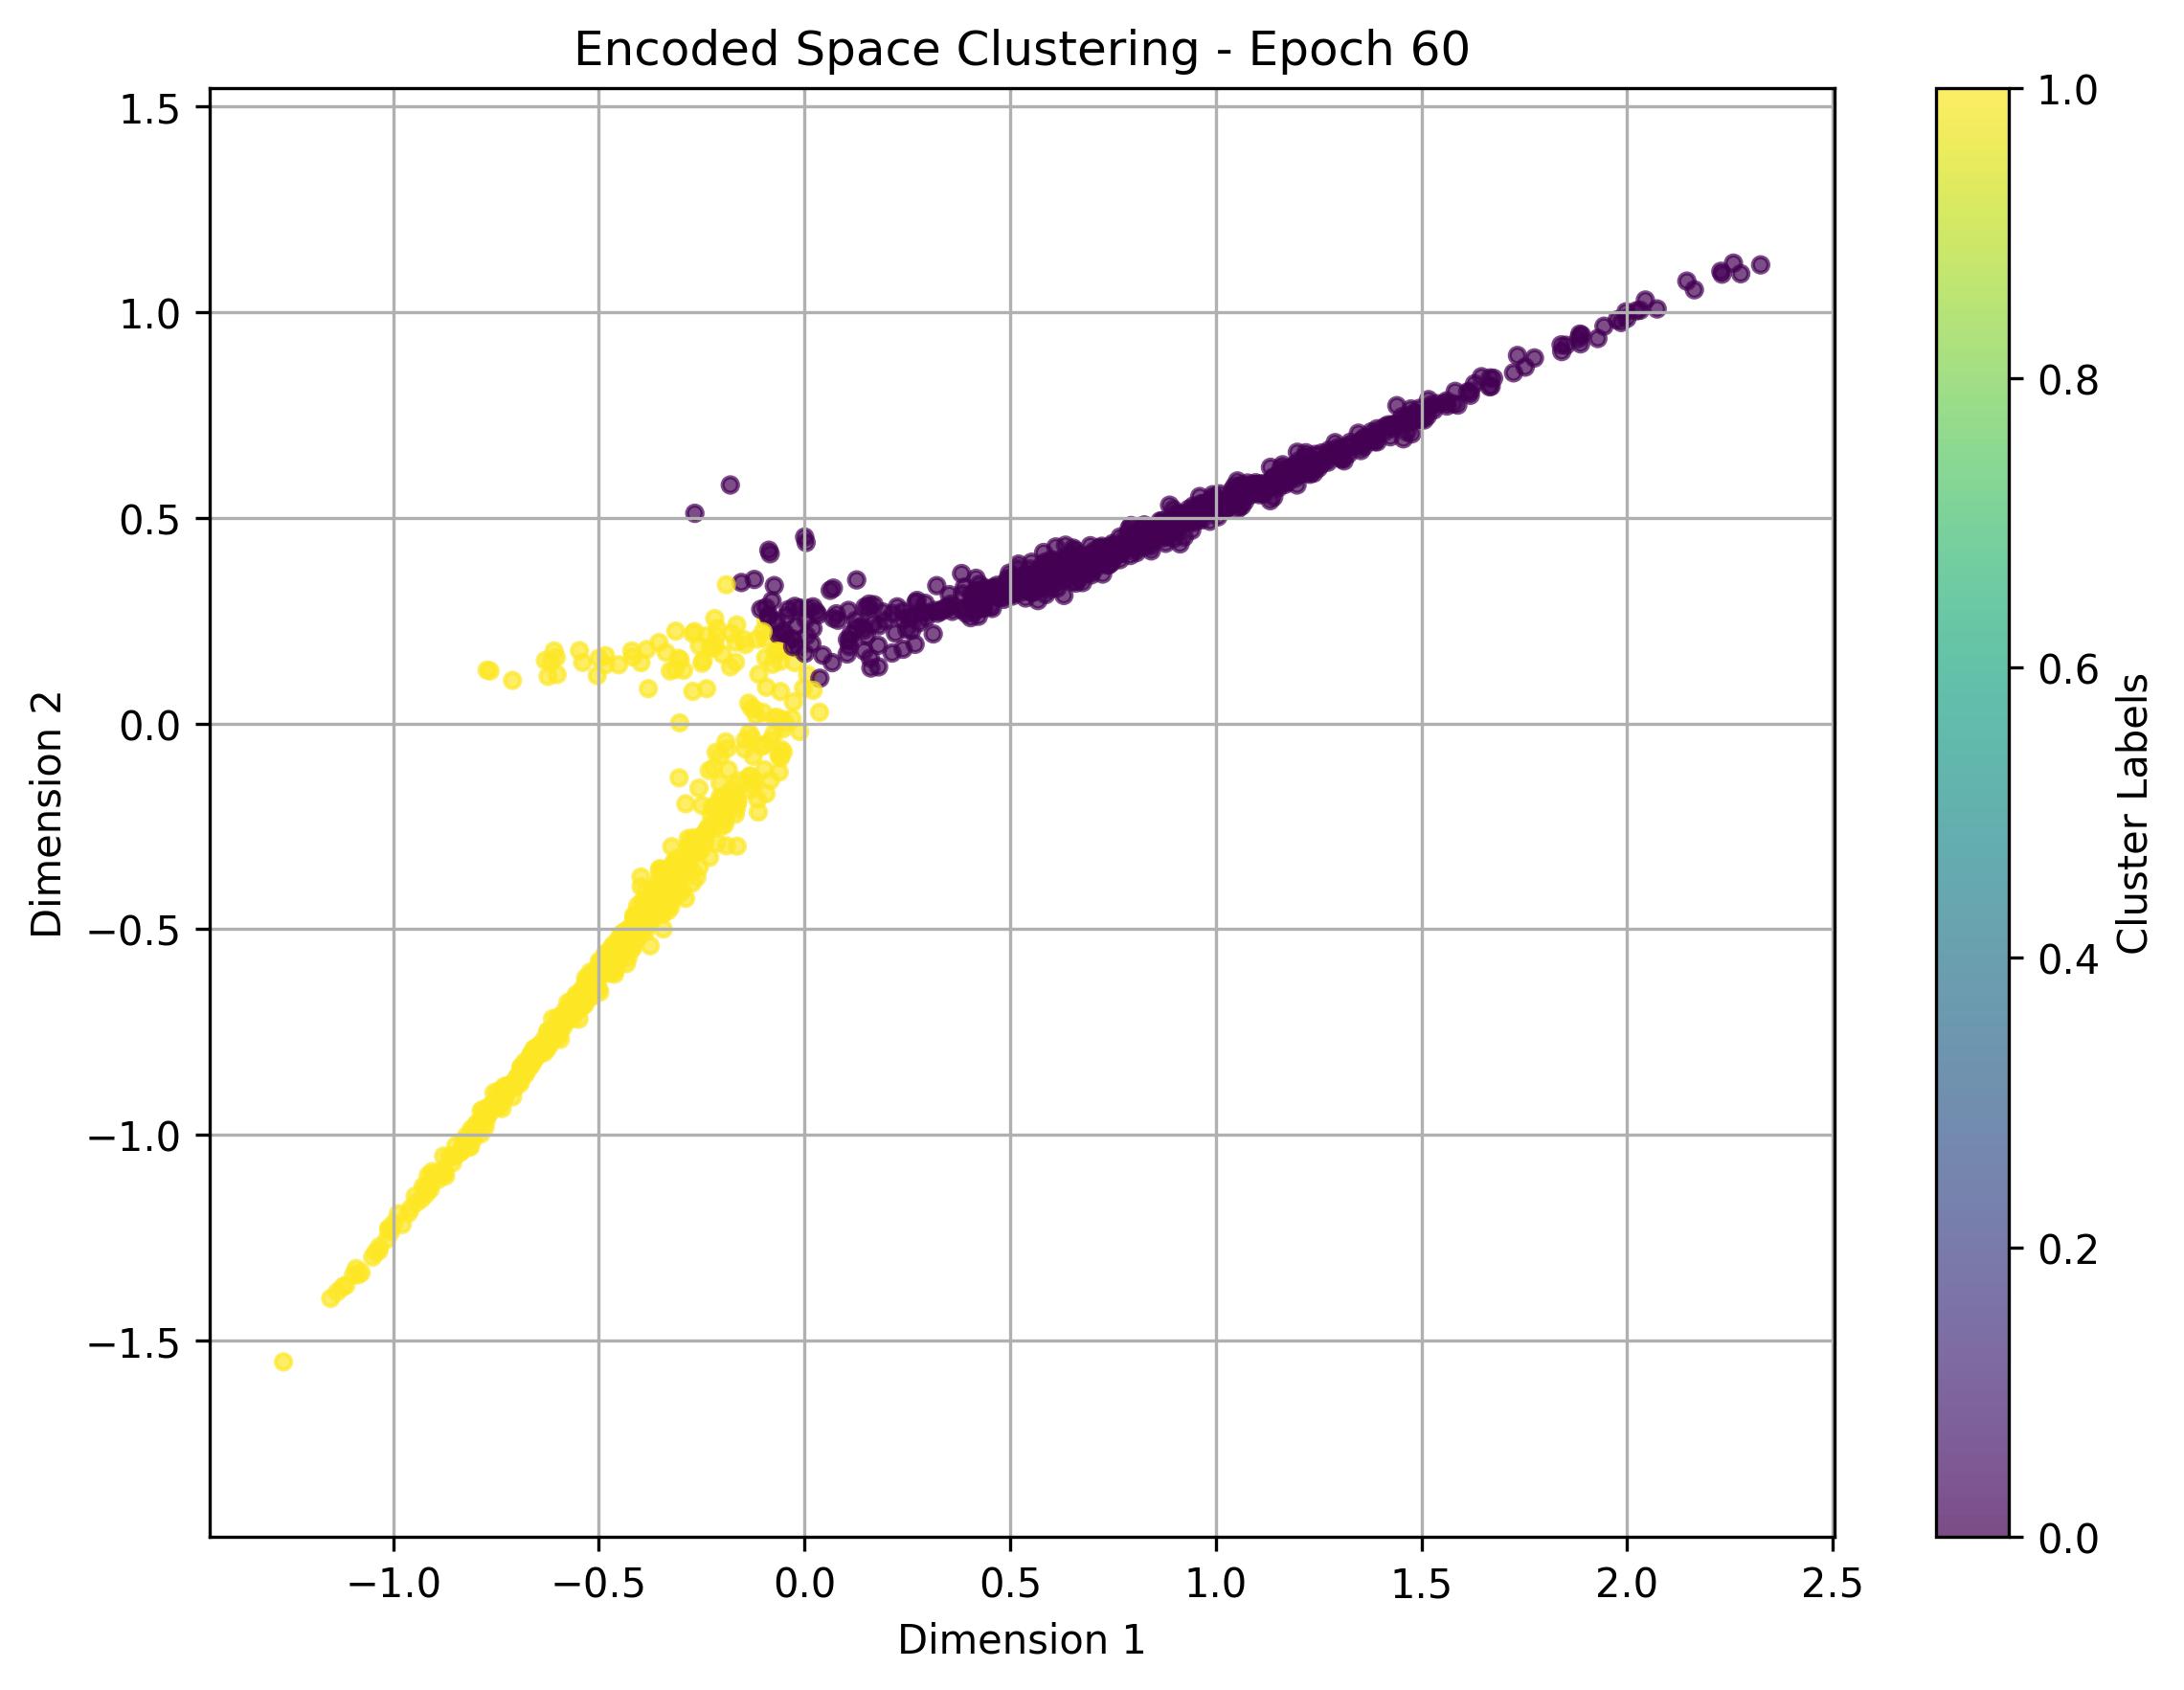 Encoded Space Clustering - Epoch 60
1.5
1.0
0.5
0.0
−0.5
−1.0
−1.5
Dimension 2
−1.0 −0.5 0.0 0.5 1.0 1.5 2.0 2.5
Dimension 1
1.0
0.8
0.6
0.4
0.2
0.0
Cluster Labels